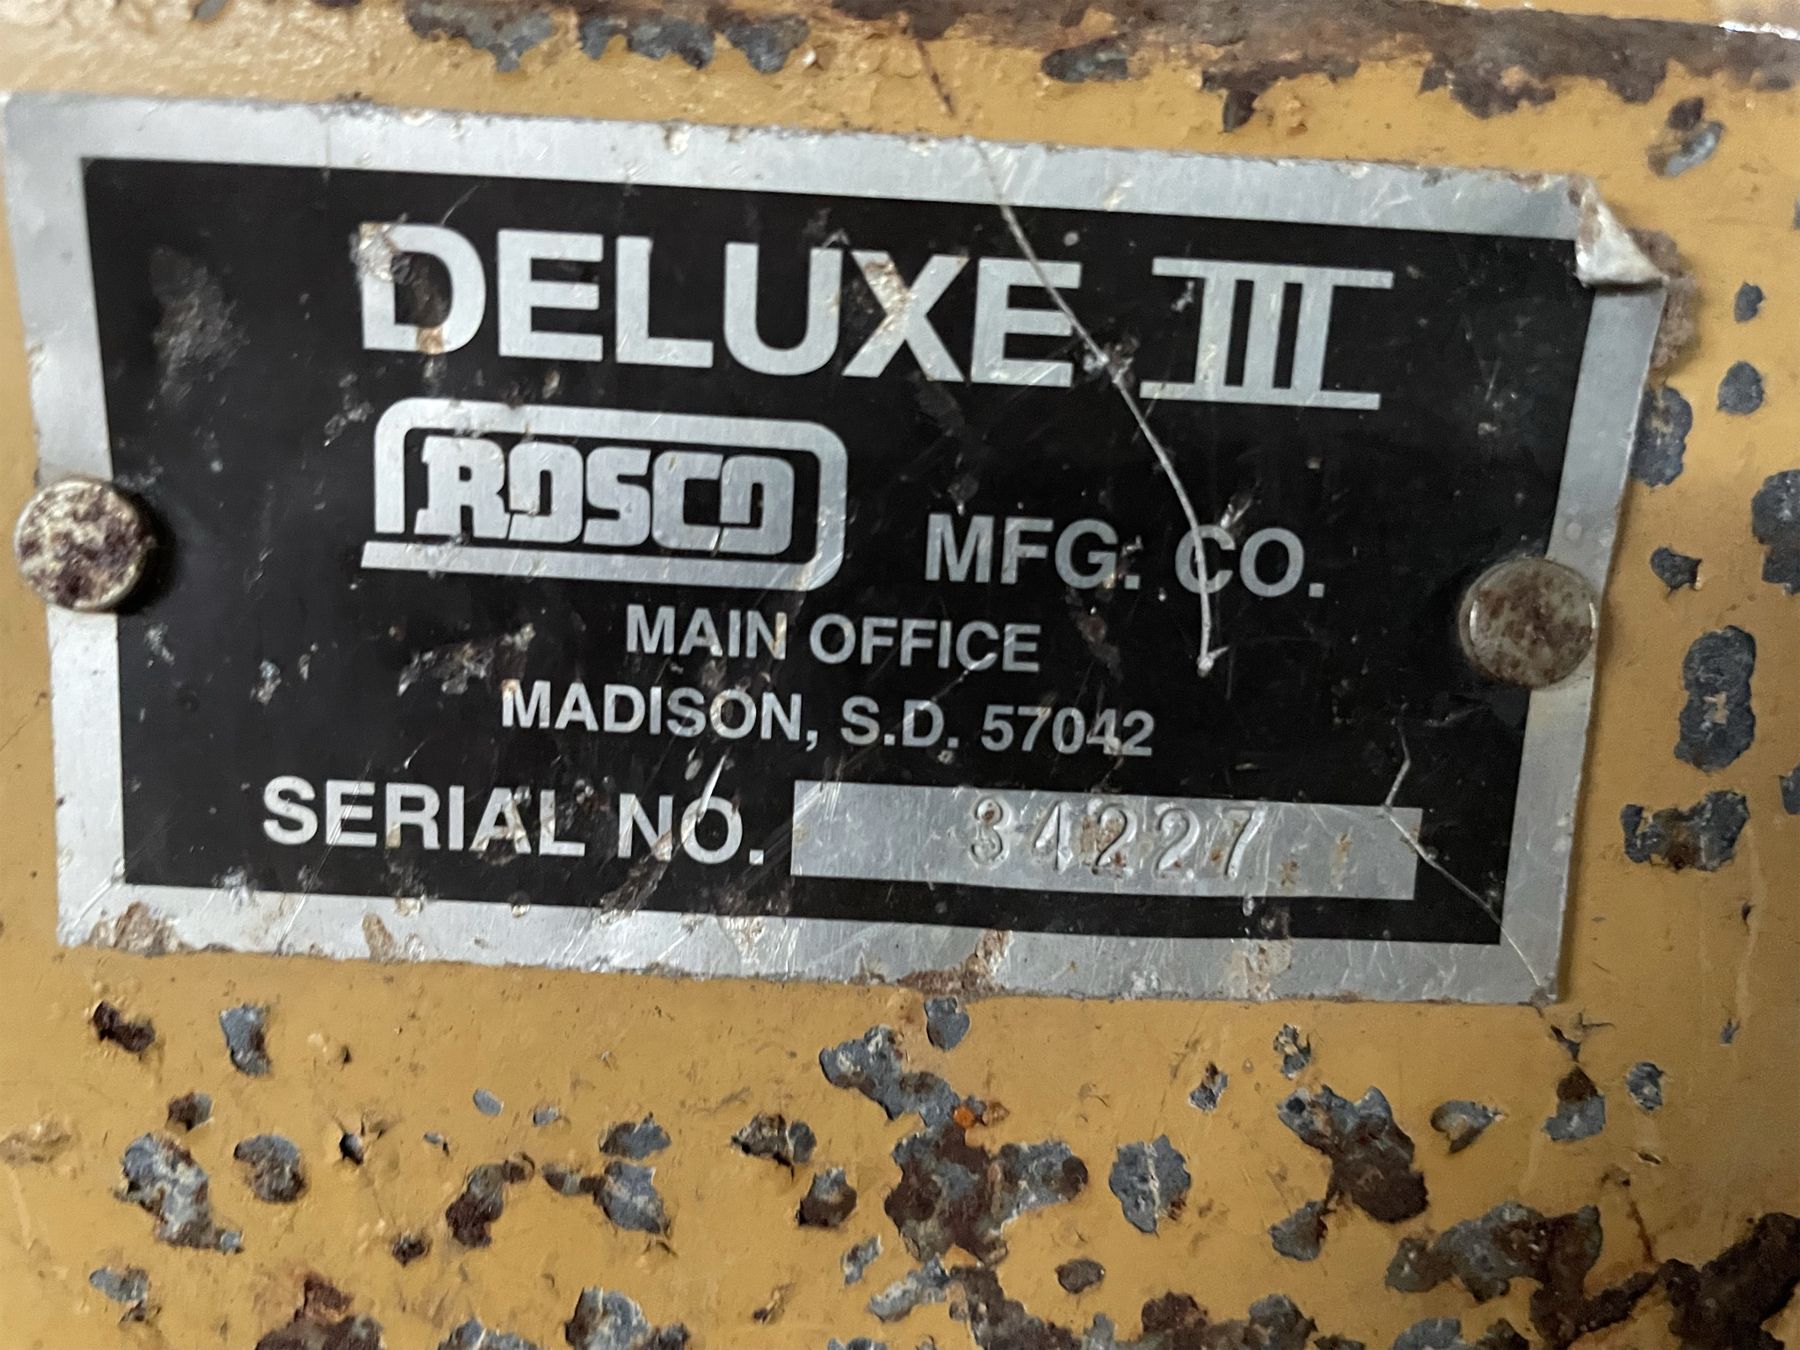 DELUXE III
ROSCO MFG. CO.
MAIN OFFICE
MADISON, S.D. 57042
SERIAL NO. 34227